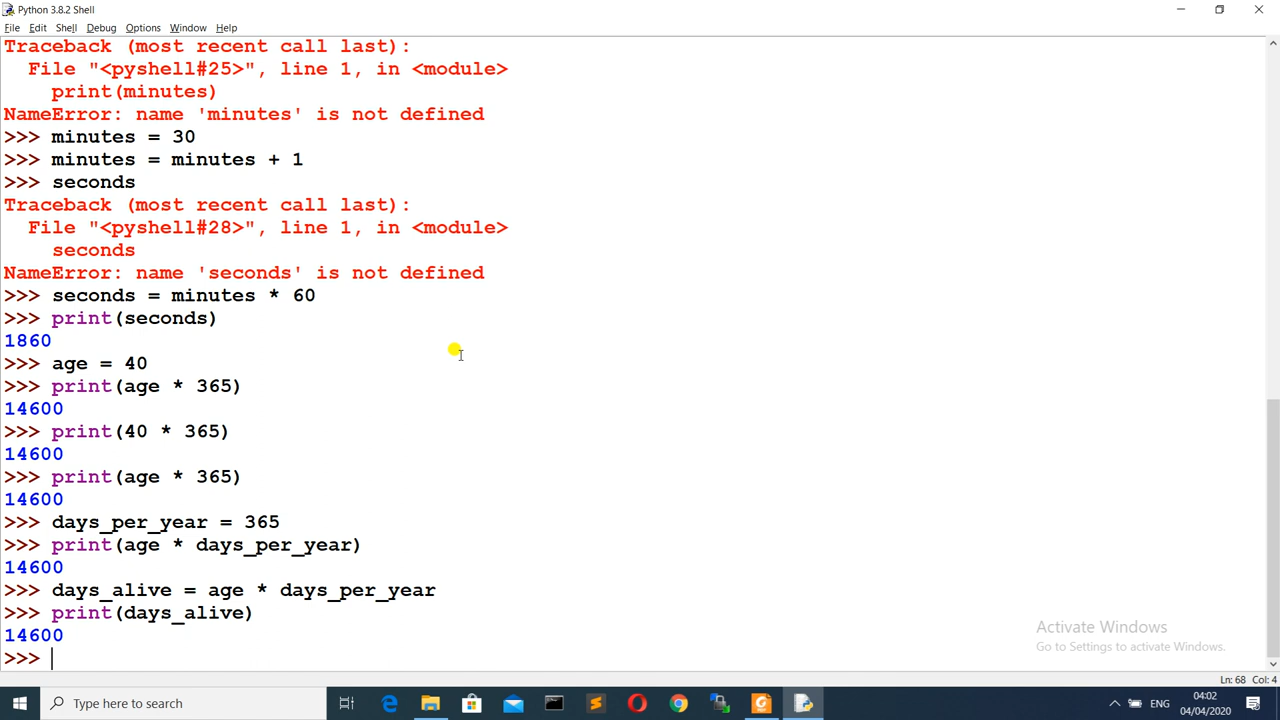 Python 3.8.2 Shell
File Edit Shell Debug Options Window Help
Traceback (most recent call last):
  File "<pyshell#25>", line 1, in <module>
    print(minutes)
NameError: name 'minutes' is not defined
>>> minutes = 30
>>> minutes = minutes + 1
>>> seconds
Traceback (most recent call last):
  File "<pyshell#28>", line 1, in <module>
    seconds
NameError: name 'seconds' is not defined
>>> seconds = minutes * 60
>>> print(seconds)
1860
>>> age = 40
>>> print(age * 365)
14600
>>> print(40 * 365)
14600
>>> print(age * 365)
14600
>>> days_per_year = 365
>>> print(age * days_per_year)
14600
>>> days_alive = age * days_per_year
>>> print(days_alive)
14600
>>>
Activate Windows
Go to Settings to activate Windows.
Ln: 68 Col: 4
Type here to search
ENG
04:02
04/04/2020